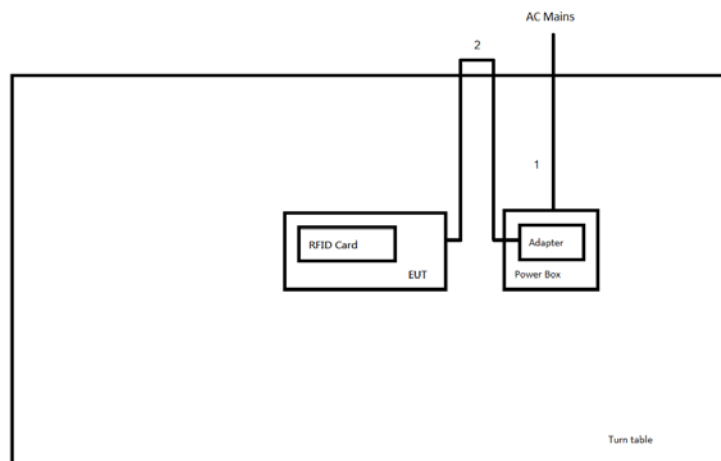 AC Mains
2
1
RFID Card
Adapter
EUT
Power Box
Turn table